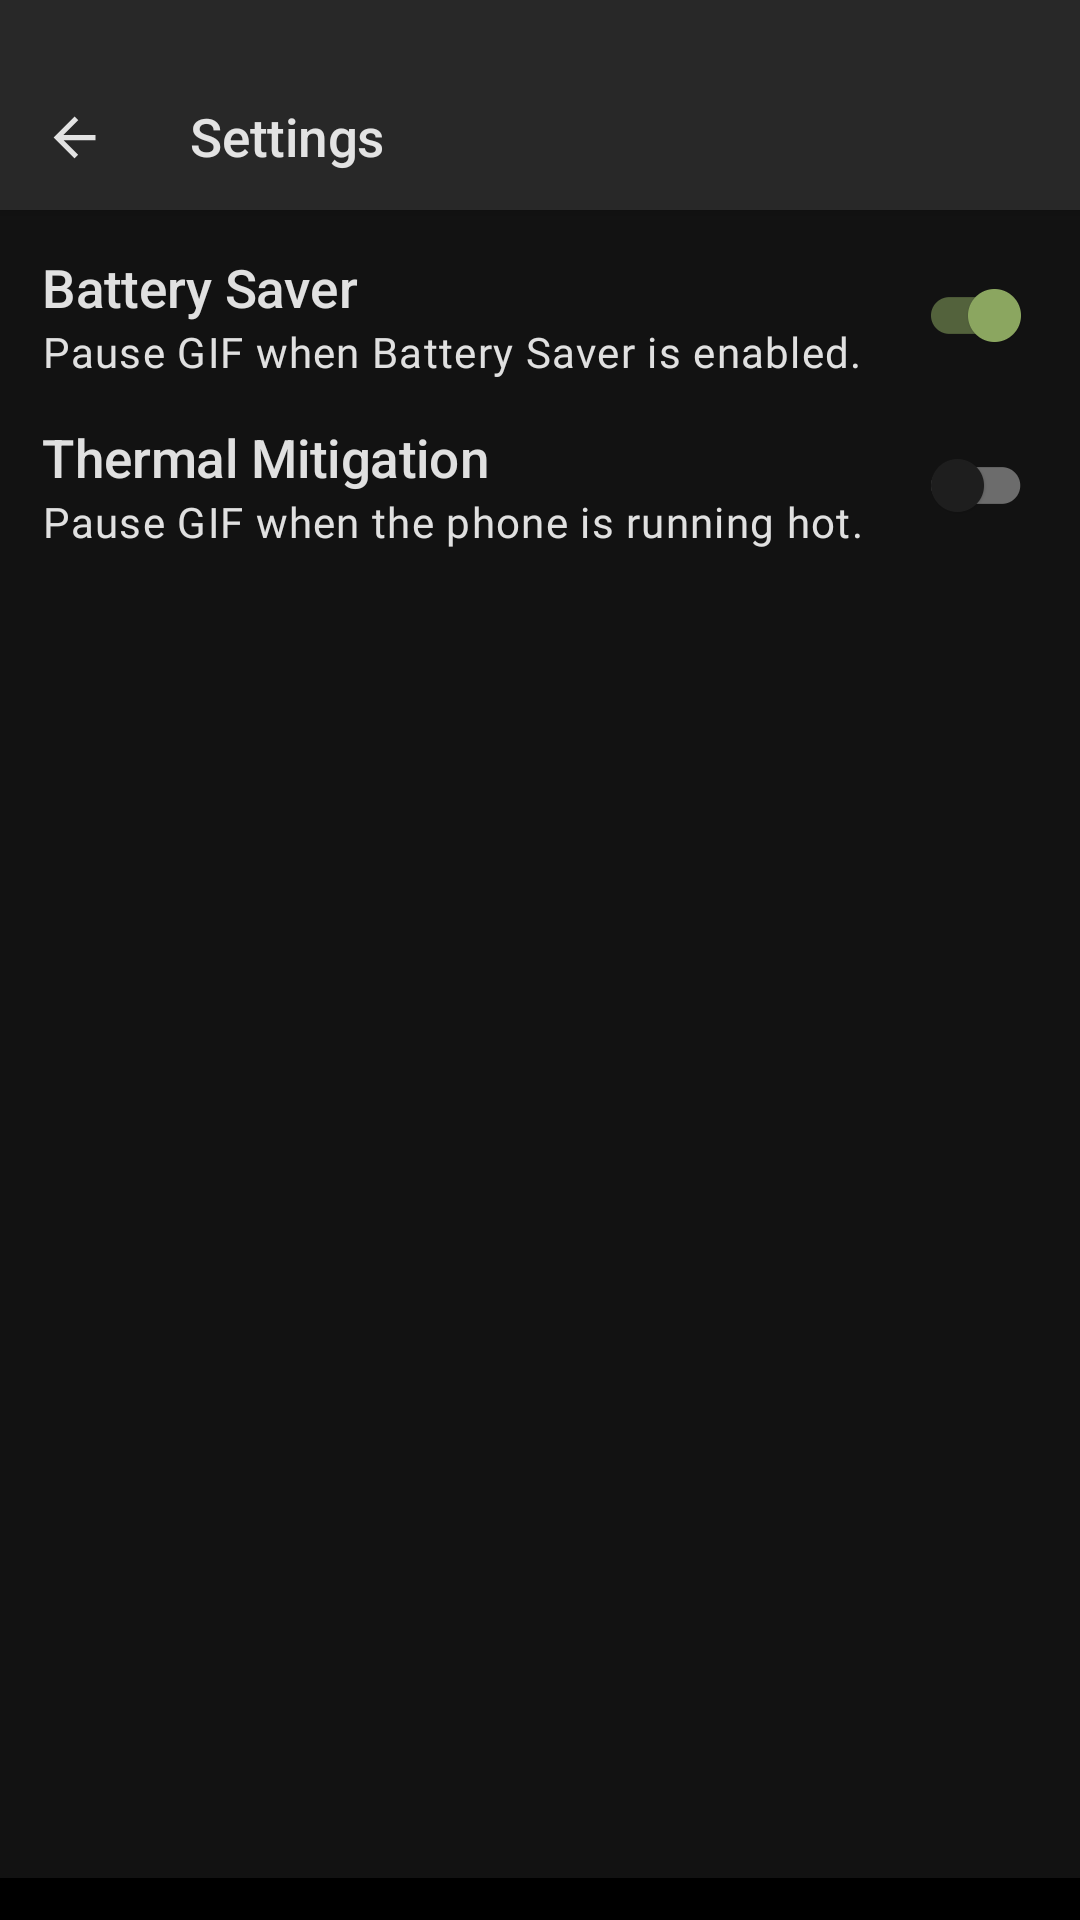 Settings
Battery Saver
Pause GIF when Battery Saver is enabled.
Thermal Mitigation
Pause GIF when the phone is running hot.